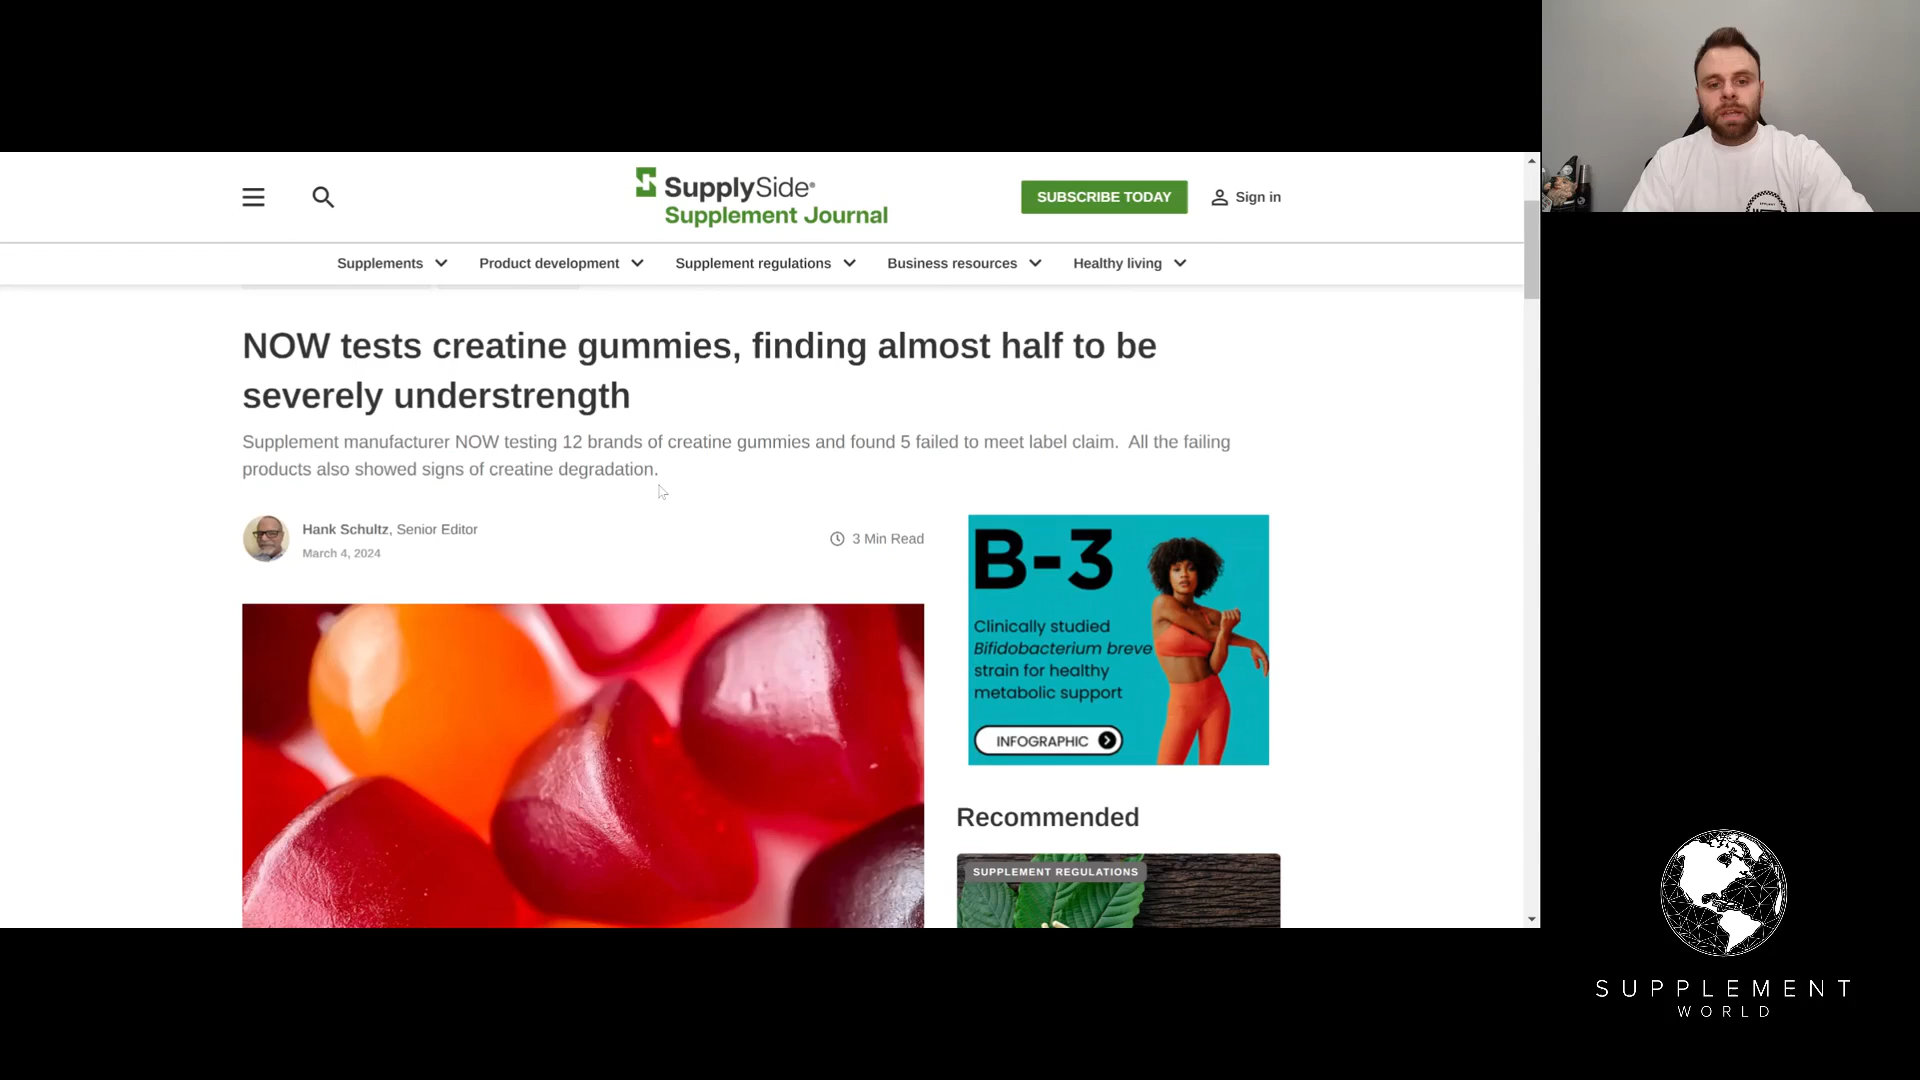 SupplySide
Supplement Journal
SUBSCRIBE TODAY
Sign in
Supplements
Product development
Supplement regulations
Business resources
Healthy living
NOW tests creatine gummies, finding almost half to be
severely understrength
Supplement manufacturer NOW testing 12 brands of creatine gummies and found 5 failed to meet label claim. All the failing
products also showed signs of creatine degradation.
Hank Schultz, Senior Editor
March 4, 2024
3 Min Read
B-3
Clinically studied
Bifidobacterium breve
strain for healthy
metabolic support
INFOGRAPHIC
Recommended
SUPPLEMENT REGULATIONS
SUPPLEMENT
WORLD